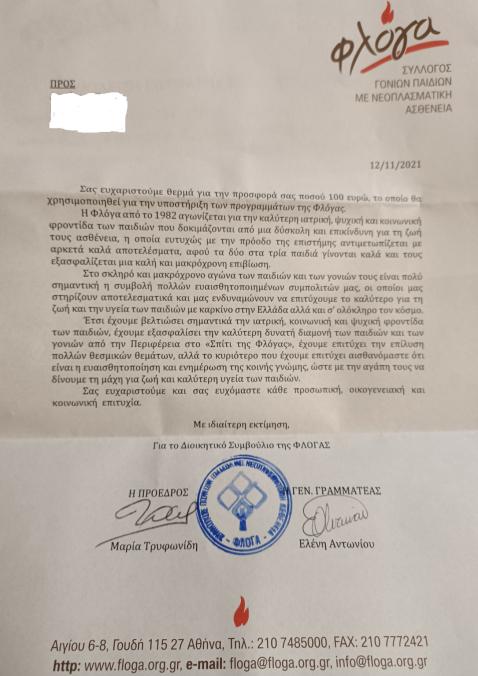 φλόγα
ΣΥΛΛΟΓΟΣ
ΓΟΝΙΩΝ ΠΑΙΔΙΩΝ
ΜΕ ΝΕΟΠΛΑΣΜΑΤΙΚΗ
ΑΣΘΕΝΕΙΑ
ΠΡΟΣ
12/11/2021
Σας ευχαριστούμε θερμά για την προσφορά σας ποσού 100 ευρώ, το οποίο θα
χρησιμοποιηθεί για την υποστήριξη των προγραμμάτων της Φλόγας.
Η Φλόγα από το 1982 αγωνίζεται για την καλύτερη ιατρική, ψυχική και κοινωνική
φροντίδα των παιδιών που δοκιμάζονται από μια δύσκολη και επικίνδυνη για τη ζωή
τους ασθένεια, η οποία ευτυχώς με την πρόοδο της επιστήμης αντιμετωπίζεται με
αρκετά καλά αποτελέσματα, αφού τα δύο στα τρία παιδιά γίνονται καλά και τους
εξασφαλίζεται μια καλή και μακρόχρονη επιβίωση.
Στο σκληρό και μακρόχρονο αγώνα των παιδιών και των γονιών τους είναι πολύ
σημαντική η συμβολή πολλών ευαισθητοποιημένων συμπολιτών μας, οι οποίοι μας
στηρίζουν αποτελεσματικά και μας ενδυναμώνουν να επιτύχουμε το καλύτερο για τη
ζωή και την υγεία των παιδιών με καρκίνο στην Ελλάδα αλλά και σ' ολόκληρο τον κόσμο.
Έτσι έχουμε βελτιώσει σημαντικά την ιατρική, κοινωνική και ψυχική φροντίδα
των παιδιών, έχουμε εξασφαλίσει την καλύτερη δυνατή διαμονή των παιδιών και των
γονιών από την Περιφέρεια στο «Σπίτι της Φλόγας», έχουμε επιτύχει την επίλυση
πολλών θεσμικών θεμάτων, αλλά το κυριότερο που έχουμε επιτύχει αισθανόμαστε ότι
είναι η ευαισθητοποίηση και ενημέρωση της κοινής γνώμης, ώστε με την αγάπη τους να
δίνουμε τη μάχη για ζωή και καλύτερη υγεία των παιδιών.
Σας ευχαριστούμε και σας ευχόμαστε κάθε προσωπική, οικογενειακή και
κοινωνική επιτυχία.
Με ιδιαίτερη εκτίμηση,
Για το Διοικητικό Συμβούλιο της ΦΛΟΓΑΣ
Η ΠΡΟΕΔΡΟΣ Η ΓΕΝ. ΓΡΑΜΜΑΤΕΑΣ
ΦΛΟΓΑ
Μαρία Τρυφωνίδη Ελένη Αντωνίου
Αιγίου 6-8, Γουδή 115 27 Αθήνα, Τηλ.: 210 7485000, FAX: 210 7772421
http: www.floga.org.gr, e-mail: floga@floga.org.gr, info@floga.org.gr